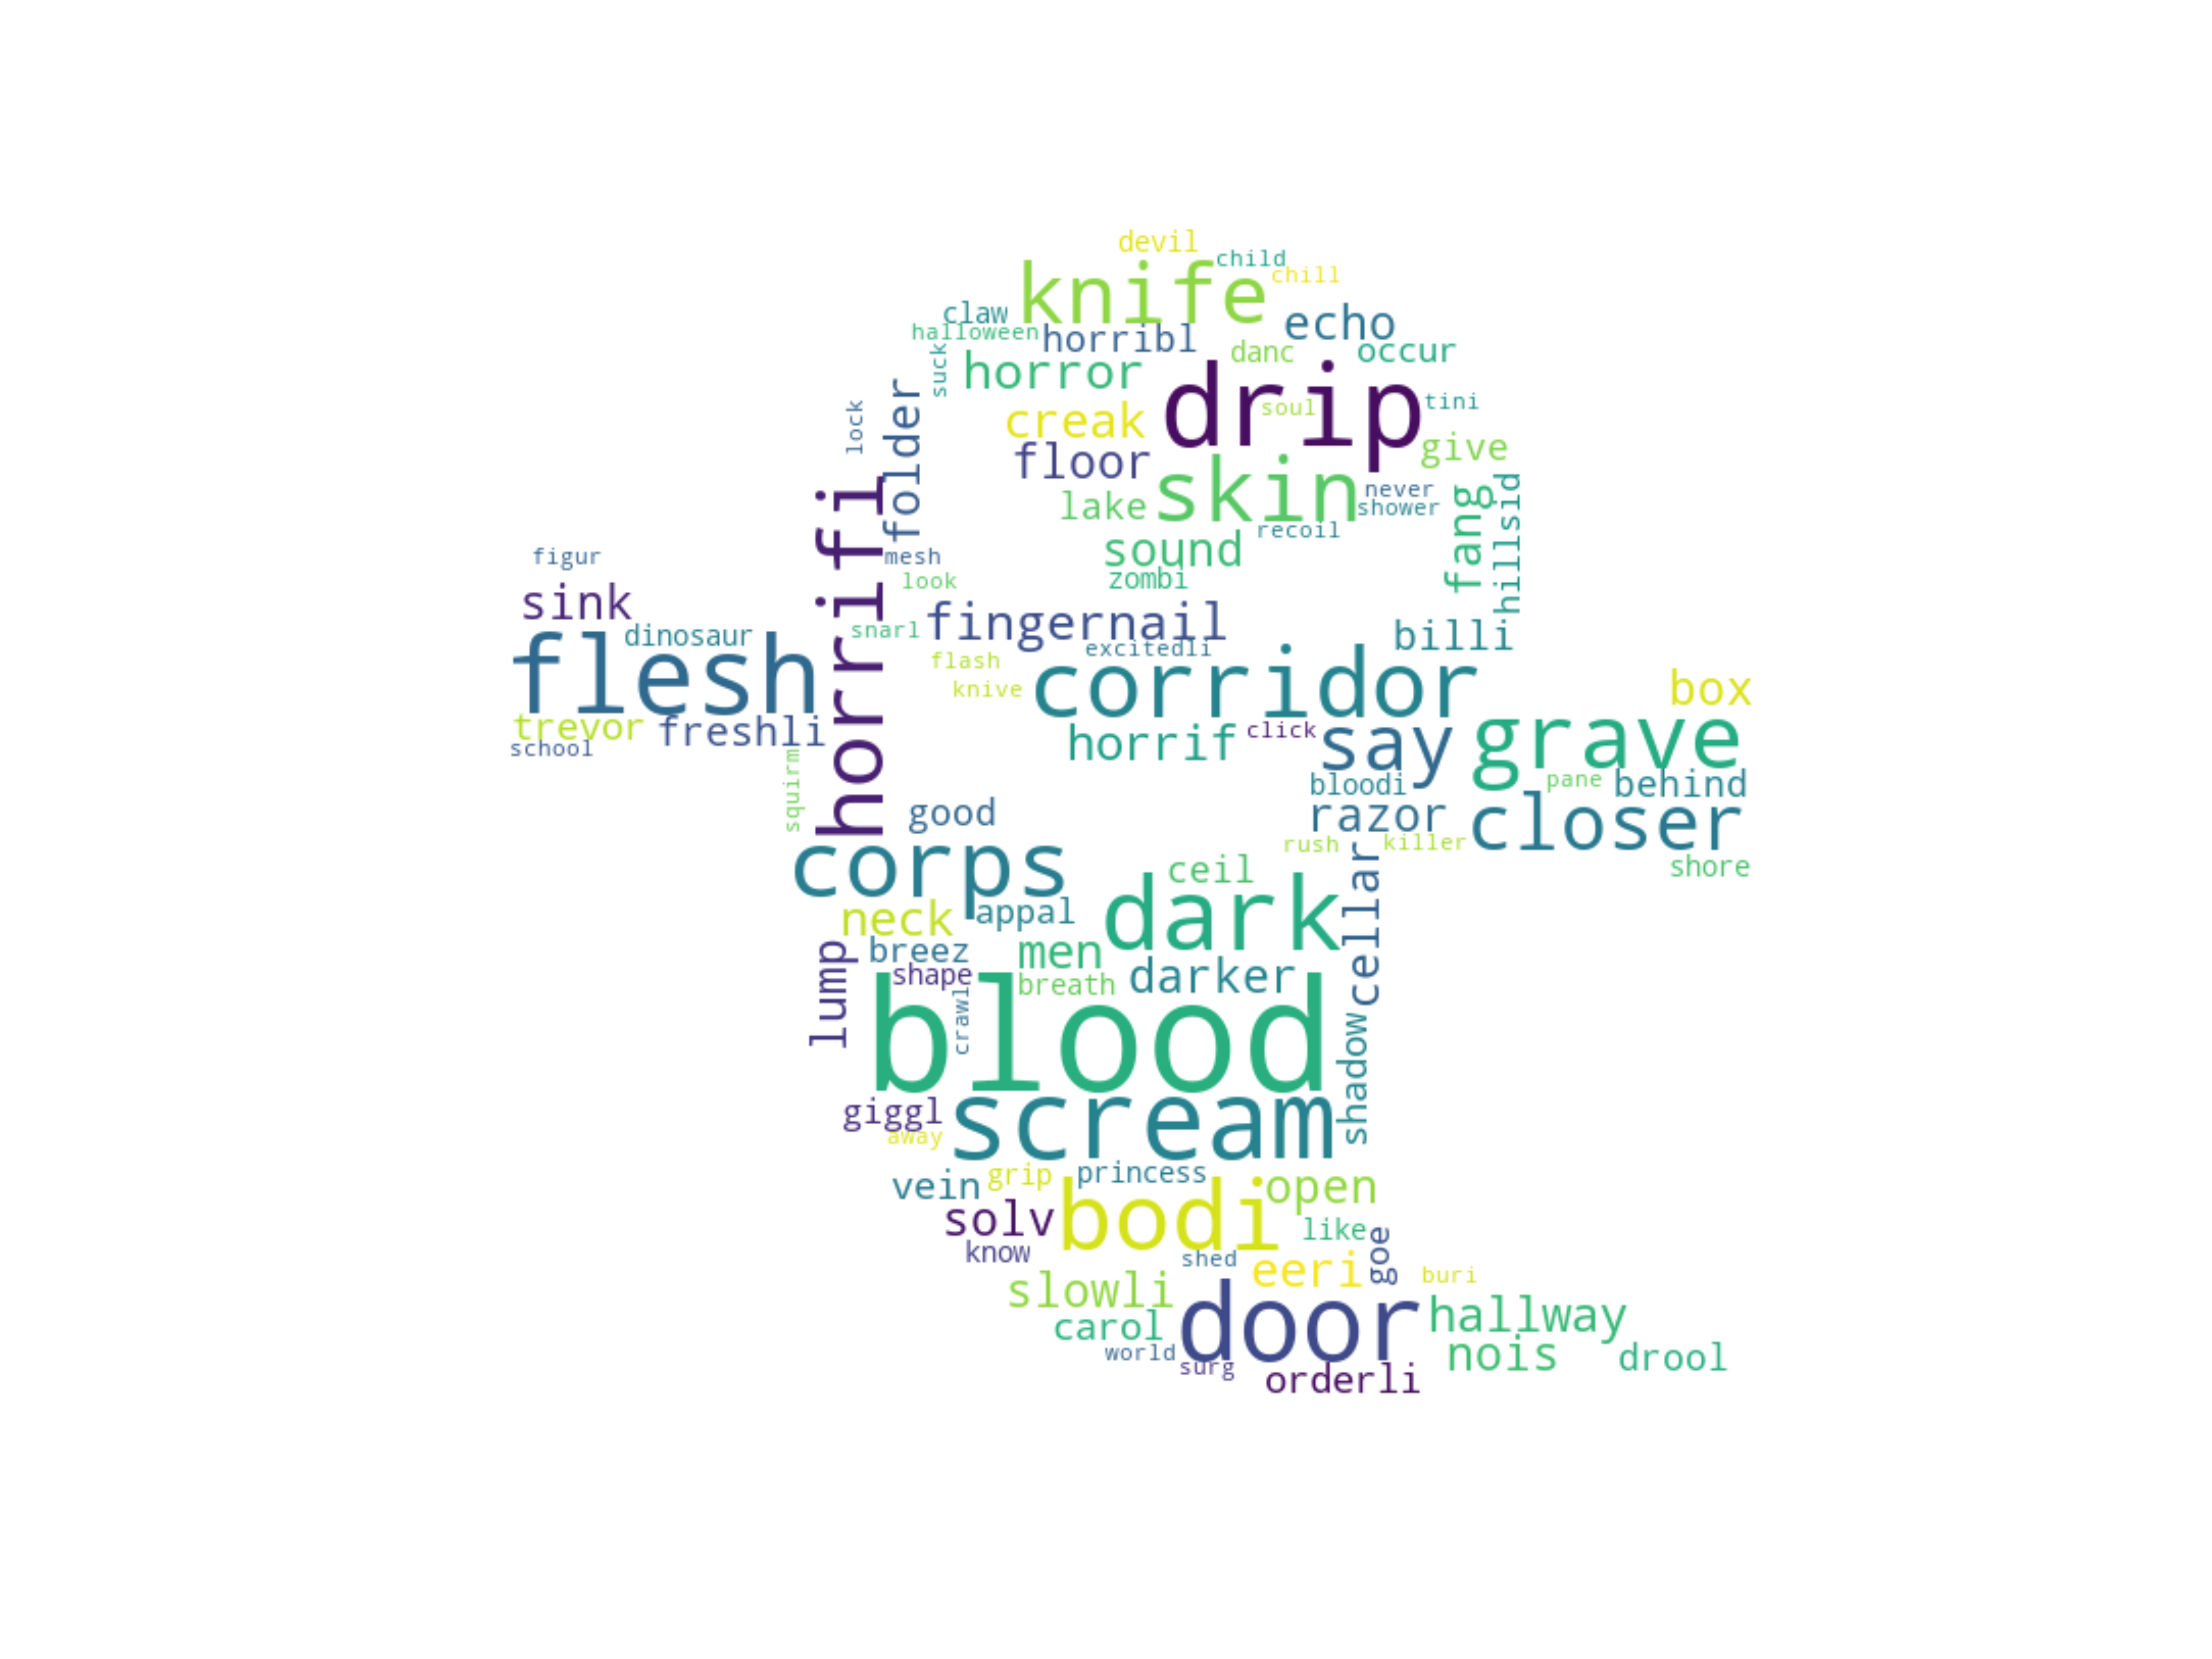 devil
child
chill
knife
claw
halloween
horribl
echo
suck
horror
danc
occur
lock
folder
creak
drip
soul
tini
floor
give
skin
lake
never
shower
fang
hillsid
recoil
sound
zombi
figur
mesh
look
sink
horrifi
snarl
fingernail
excitedli
billi
dinosaur
flesh
flash
knive
corridor
box
trevor
freshli
school
horrif
click
say
grave
squirm
bloodi
pane
behind
good
razor
closer
rush
killer
shore
corps
ceil
neck
appal
dark
cellar
lump
breez
men
darker
shape
breath
blood
crawl
shadow
giggl
away
scream
vein
grip
princess
open
solv
bodi
like
know
shed
eeri
goe
buri
slowli
door
hallway
carol
world
surg
nois
drool
orderli